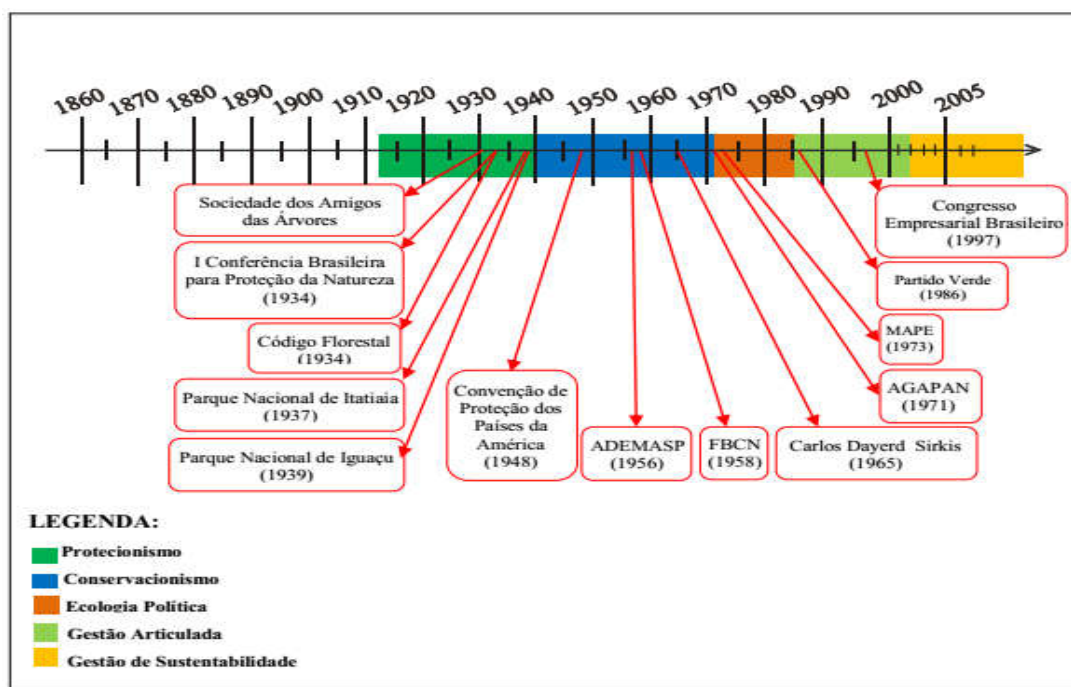 1860 1870 1880 1890 1900 1910 1920 1930 1940 1950 1960 1970 1980 1990 2000 2005
Sociedade dos Amigos
das Árvores
I Conferência Brasileira
para Proteção da Natureza
(1934)
Código Florestal
(1934)
Parque Nacional de Itatiaia
(1937)
Parque Nacional de Iguaçu
(1939)
Convenção de
Proteção dos
Países da
América
(1948)
ADEMASP
(1956)
FBCN
(1958)
Carlos Dayerd Sirkis
(1965)
AGAPAN
(1971)
MAPE
(1973)
Partido Verde
(1986)
Congresso
Empresarial Brasileiro
(1997)
LEGENDA:
Protecionismo
Conservacionismo
Ecologia Política
Gestão Articulada
Gestão de Sustentabilidade